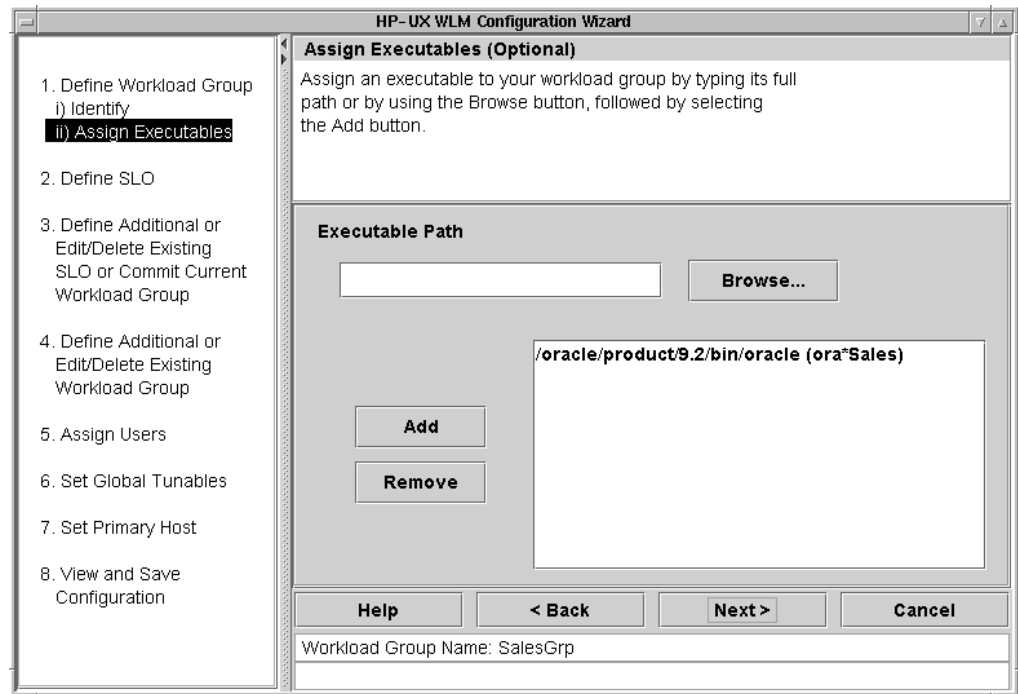 HP-UX WLM Configuration Wizard
1. Define Workload Group
i) Identify
ii) Assign Executables
2. Define SLO
3. Define Additional or
Edit/Delete Existing
SLO or Commit Current
Workload Group
4. Define Additional or
Edit/Delete Existing
Workload Group
5. Assign Users
6. Set Global Tunables
7. Set Primary Host
8. View and Save
Configuration
Assign Executables (Optional)
Assign an executable to your workload group by typing its full
path or by using the Browse button, followed by selecting
the Add button.
Executable Path
Browse...
/oracle/product/9.2/bin/oracle (ora*Sales)
Add
Remove
Help < Back Next > Cancel
Workload Group Name: SalesGrp